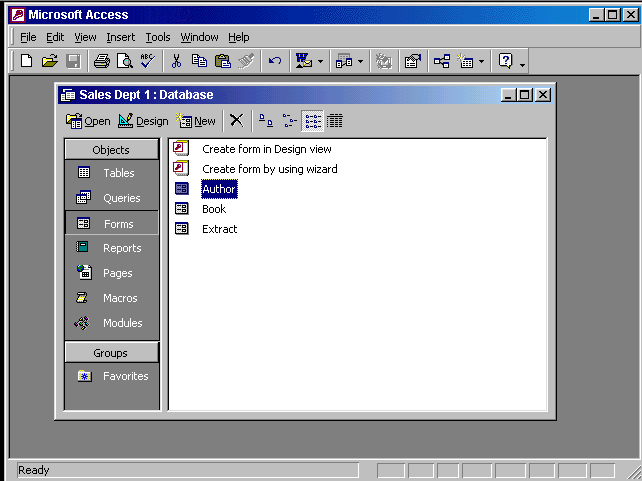 Microsoft Access
File Edit View Insert Tools Window Help
ABC
Sales Dept 1 : Database
Open Design New
Objects
Tables
Queries
Forms
Reports
Pages
Macros
Modules
Groups
Favorites
Create form in Design view
Create form by using wizard
Author
Book
Extract
Ready